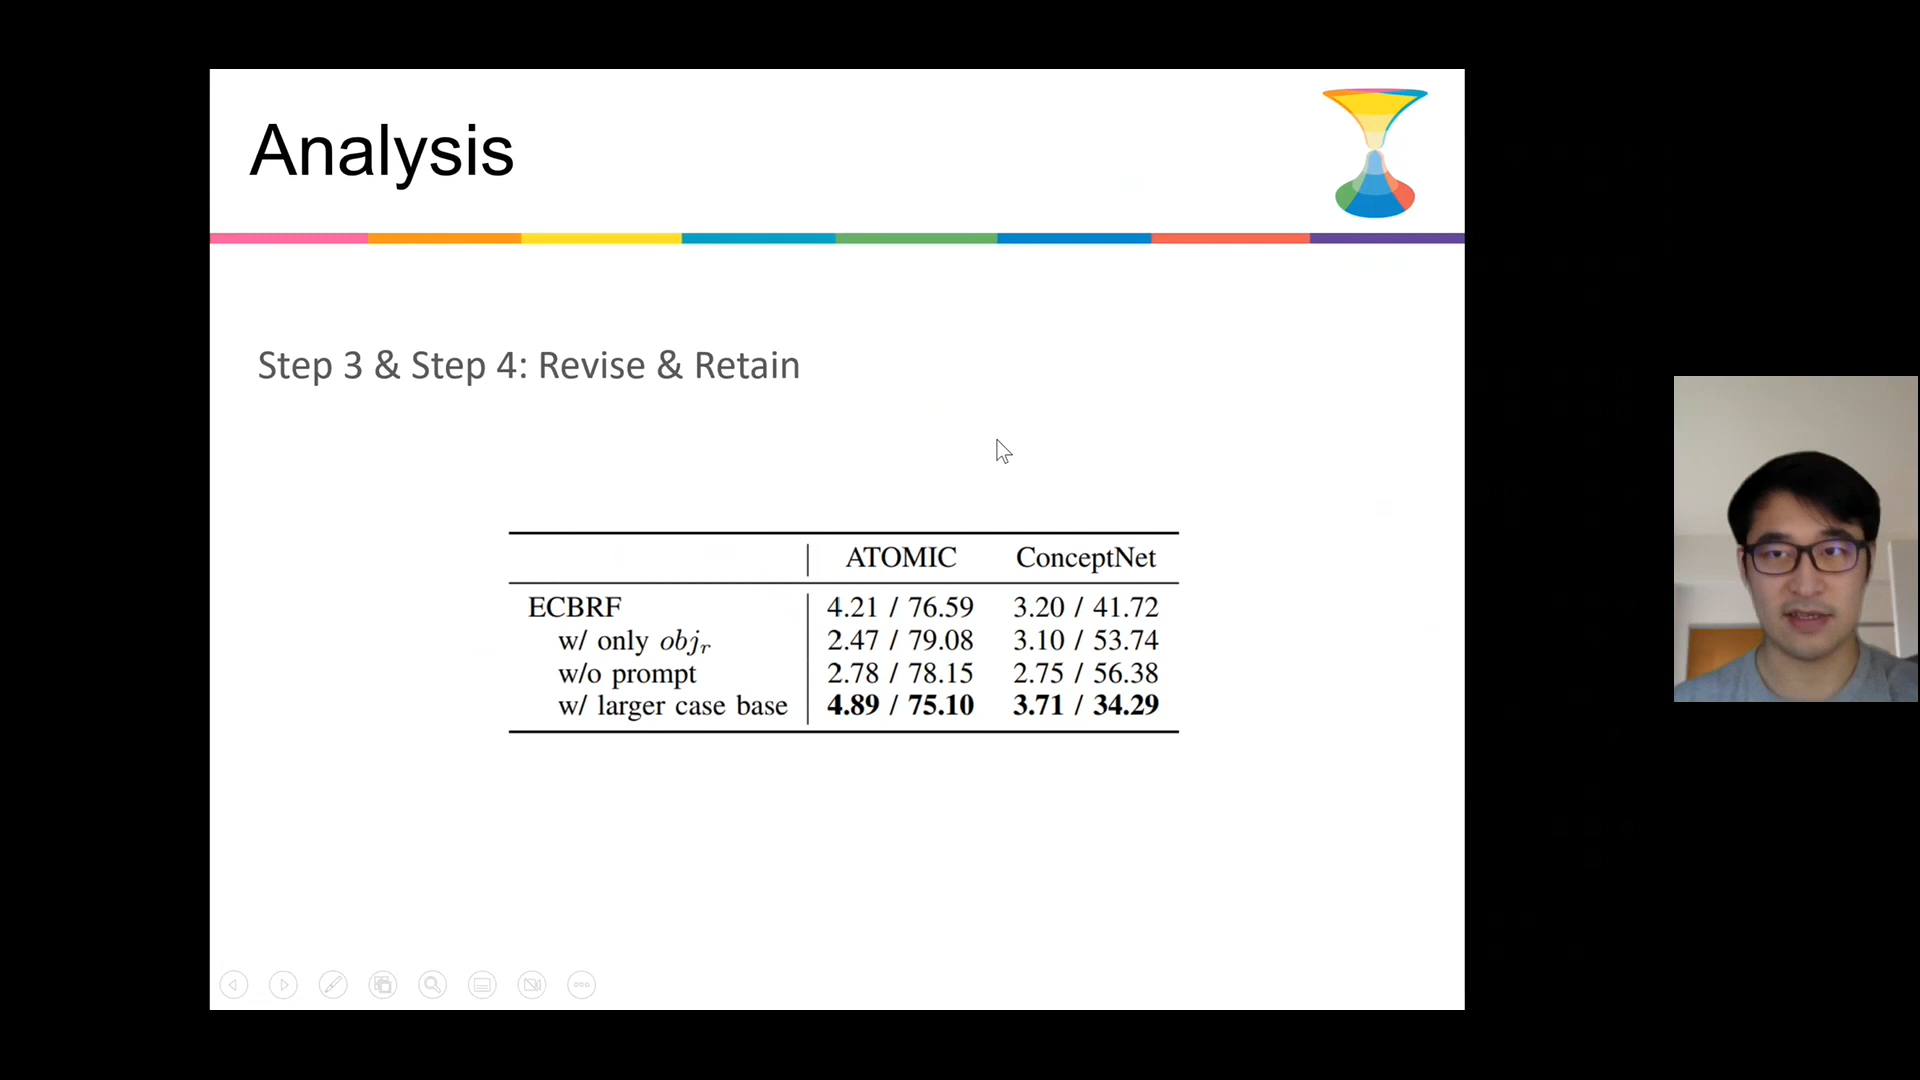 Analysis
Step 3 & Step 4: Revise & Retain
ATOMIC ConceptNet
ECBRF 4.21 / 76.59 3.20 / 41.72
w/ only obj_r 2.47 / 79.08 3.10 / 53.74
w/o prompt 2.78 / 78.15 2.75 / 56.38
w/ larger case base 4.89 / 75.10 3.71 / 34.29